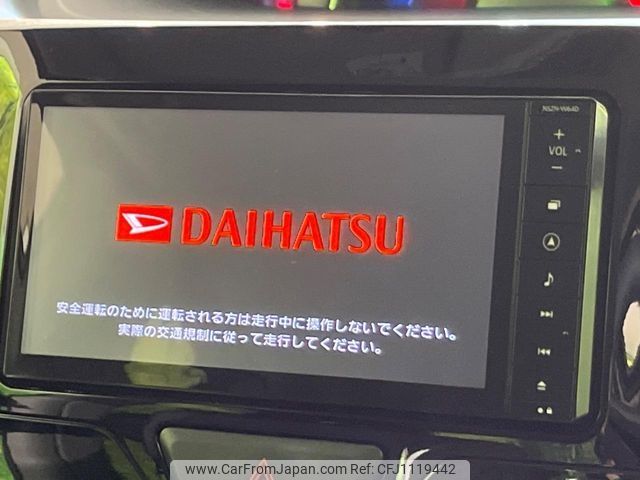 NSZN-W64D
VOL
DAIHATSU
安全運転のために運転される方は走行中に操作しないでください。
実際の交通規制に従って走行してください。
www.CarFromJapan.com CFJ1119442